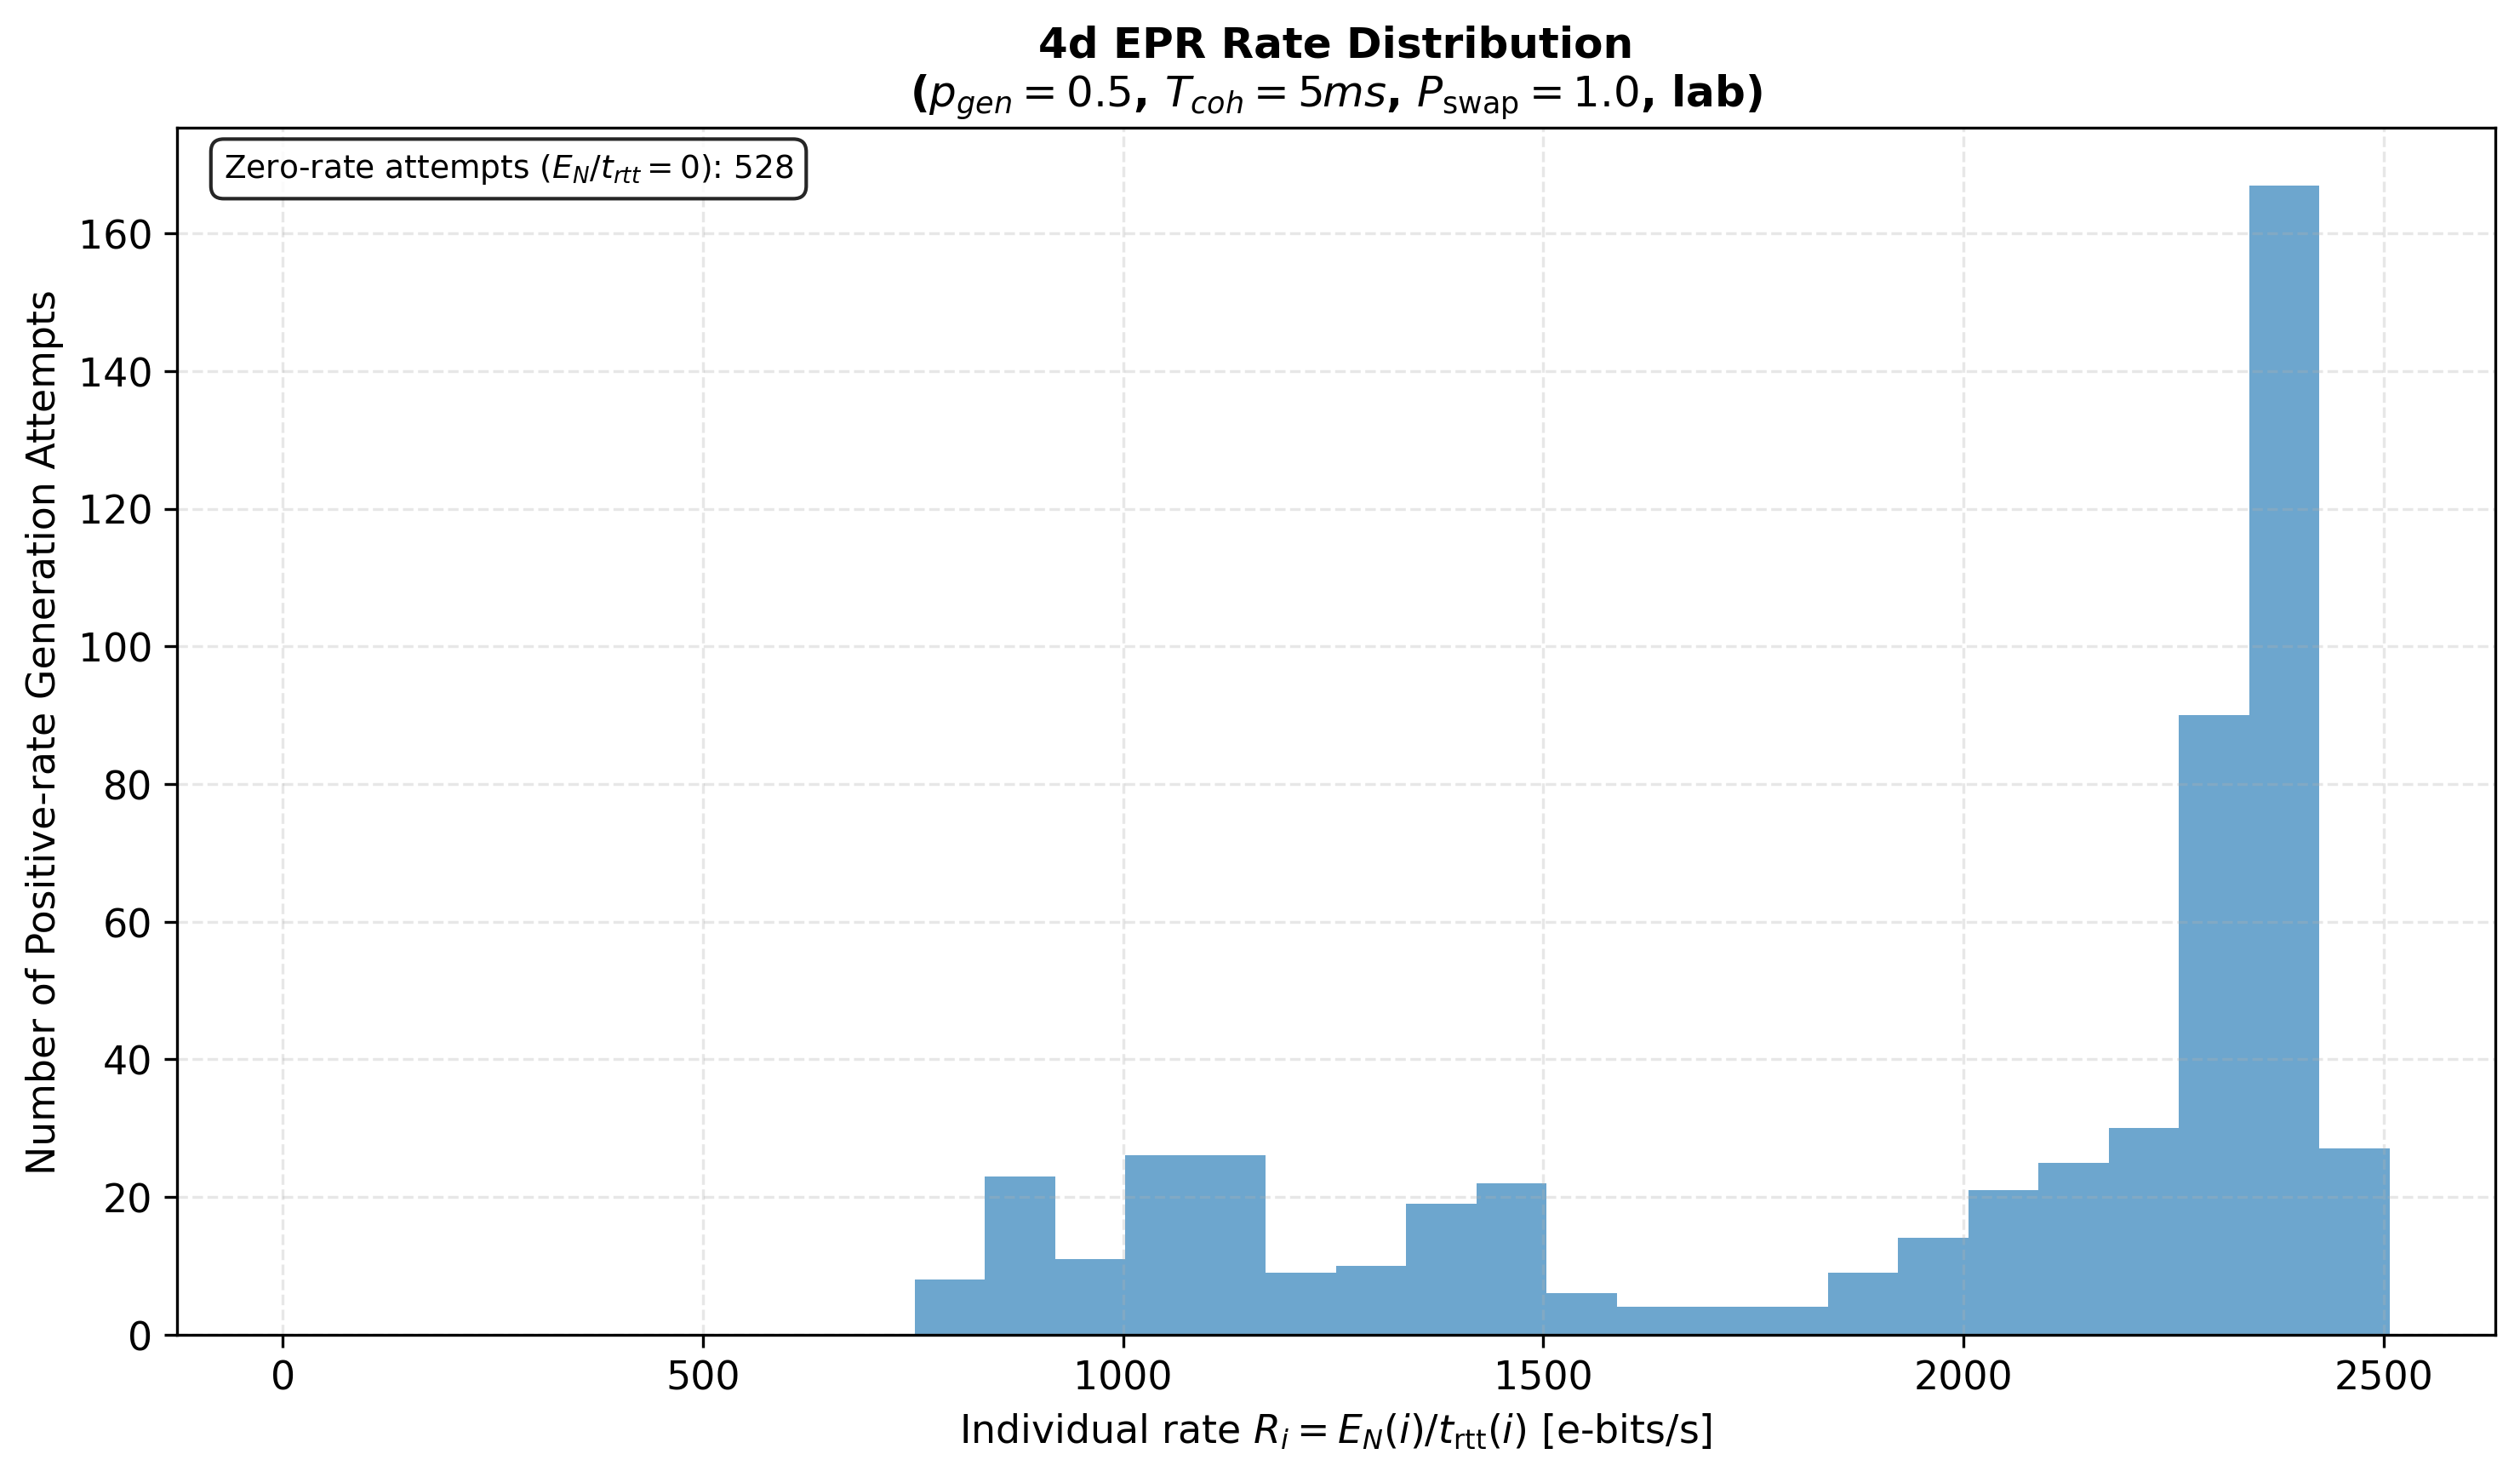 4d EPR Rate Distribution
(p_gen = 0.5, T_coh = 5ms, P_swap = 1.0, lab)
Zero-rate attempts (E_N/t_rtt = 0): 528
Number of Positive-rate Generation Attempts
160
140
120
100
80
60
40
20
0
0 500 1000 1500 2000 2500
Individual rate R_i = E_N(i)/t_rtt(i) [e-bits/s]